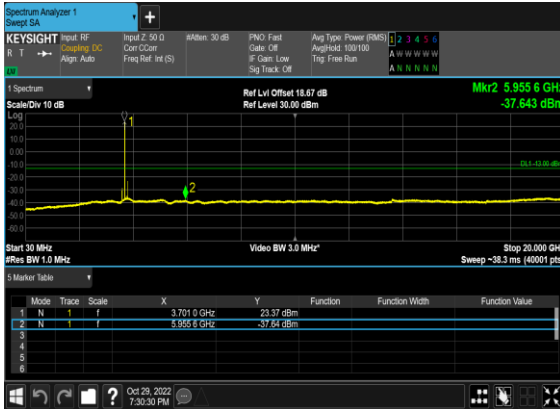 Spectrum Analyzer 1
Swept SA
+
KEYSIGHT Input: RF Input Z: 50 Ω #Atten: 30 dB PNO: Fast Avg Type: Power (RMS) 1 2 3 4 5 6
R T Coupling: DC Corr CCorr Gate: Off Avg|Hold: 100/100 A W W W W W
Align: Auto Freq Ref: Int (S) IF Gain: Low Trig: Free Run
Sig Track: Off A N N N N N
1 Spectrum Ref Lvl Offset 18.67 dB Mkr2 5.955 6 GHz
Scale/Div 10 dB Ref Level 30.00 dBm -37.643 dBm
Log
20.0
10.0
0.00
-10.0
DL1 -13.00 dBm
-20.0
-30.0
-40.0
-50.0
-60.0
1
2
Start 30 MHz Video BW 3.0 MHz* Stop 20.000 GHz
#Res BW 1.0 MHz Sweep ~38.3 ms (40001 pts)
5 Marker Table
Mode Trace Scale X Y Function Function Width Function Value
1 N 1 f 3.701 0 GHz 23.37 dBm
2 N 1 f 5.955 6 GHz -37.64 dBm
3
4
5
6
? Oct 29, 2022
7:30:30 PM